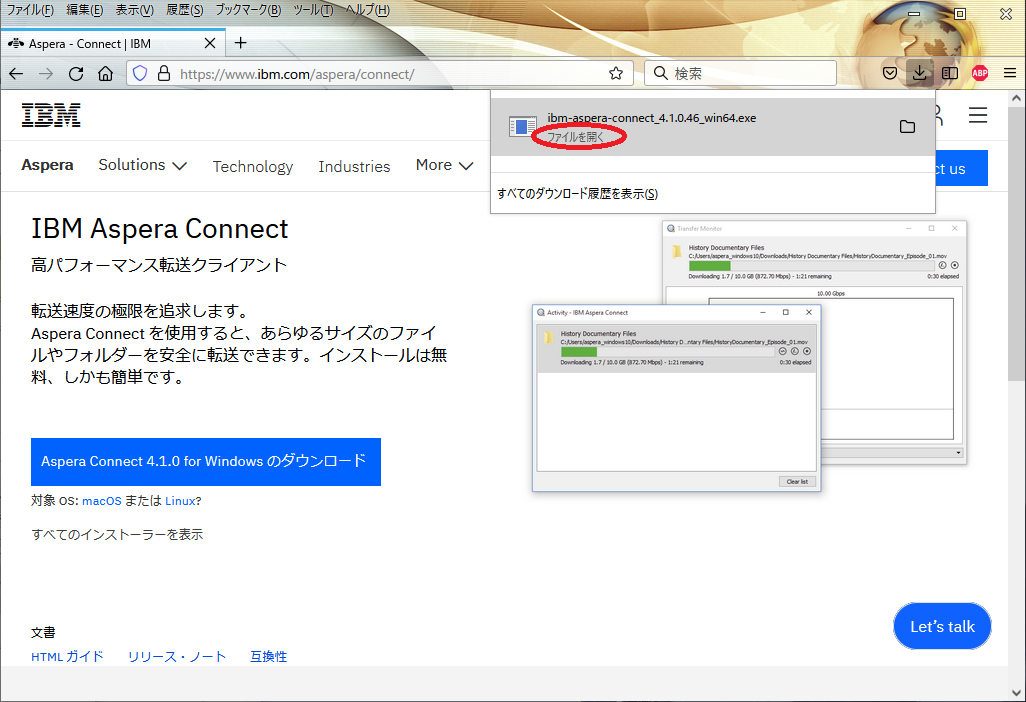 ファイル(F) 編集(E) 表示(V) 履歴(S) ブックマーク(B) ツール(T) ヘルプ(H)
Aspera - Connect | IBM
https://www.ibm.com/aspera/connect/
検索
ABP
ibm-aspera-connect_4.1.0.46_win64.exe
ファイルを開く
すべてのダウンロード履歴を表示(S)
IBM
ct us
Aspera Solutions Technology Industries More
IBM Aspera Connect
高パフォーマンス転送クライアント
転送速度の極限を追求します。
Aspera Connect を使用すると、あらゆるサイズのファイ
ルやフォルダーを安全に転送できます。インストールは無
料、しかも簡単です。
Aspera Connect 4.1.0 for Windows のダウンロード
対象 OS: macOS または Linux?
すべてのインストーラーを表示
Transfer Monitor
History Documentary Files
C:/Users/aspera_windows10/Downloads/History Documentary Files/HistoryDocumentary_Episode_01.mov
Downloading 1.7 / 10.0 GB (872.70 Mbps) - 1:21 remaining
0:30 elapsed
10.00 Gbps
Activity - IBM Aspera Connect
History Documentary Files
C:/Users/aspera_windows10/Downloads/History D...ntary Files/HistoryDocumentary_Episode_01.mov
Downloading 1.7 / 10.0 GB (872.70 Mbps) - 1:21 remaining
0:30 elapsed
Clear list
文書
HTML ガイド リリース・ノート 互換性
Let's talk